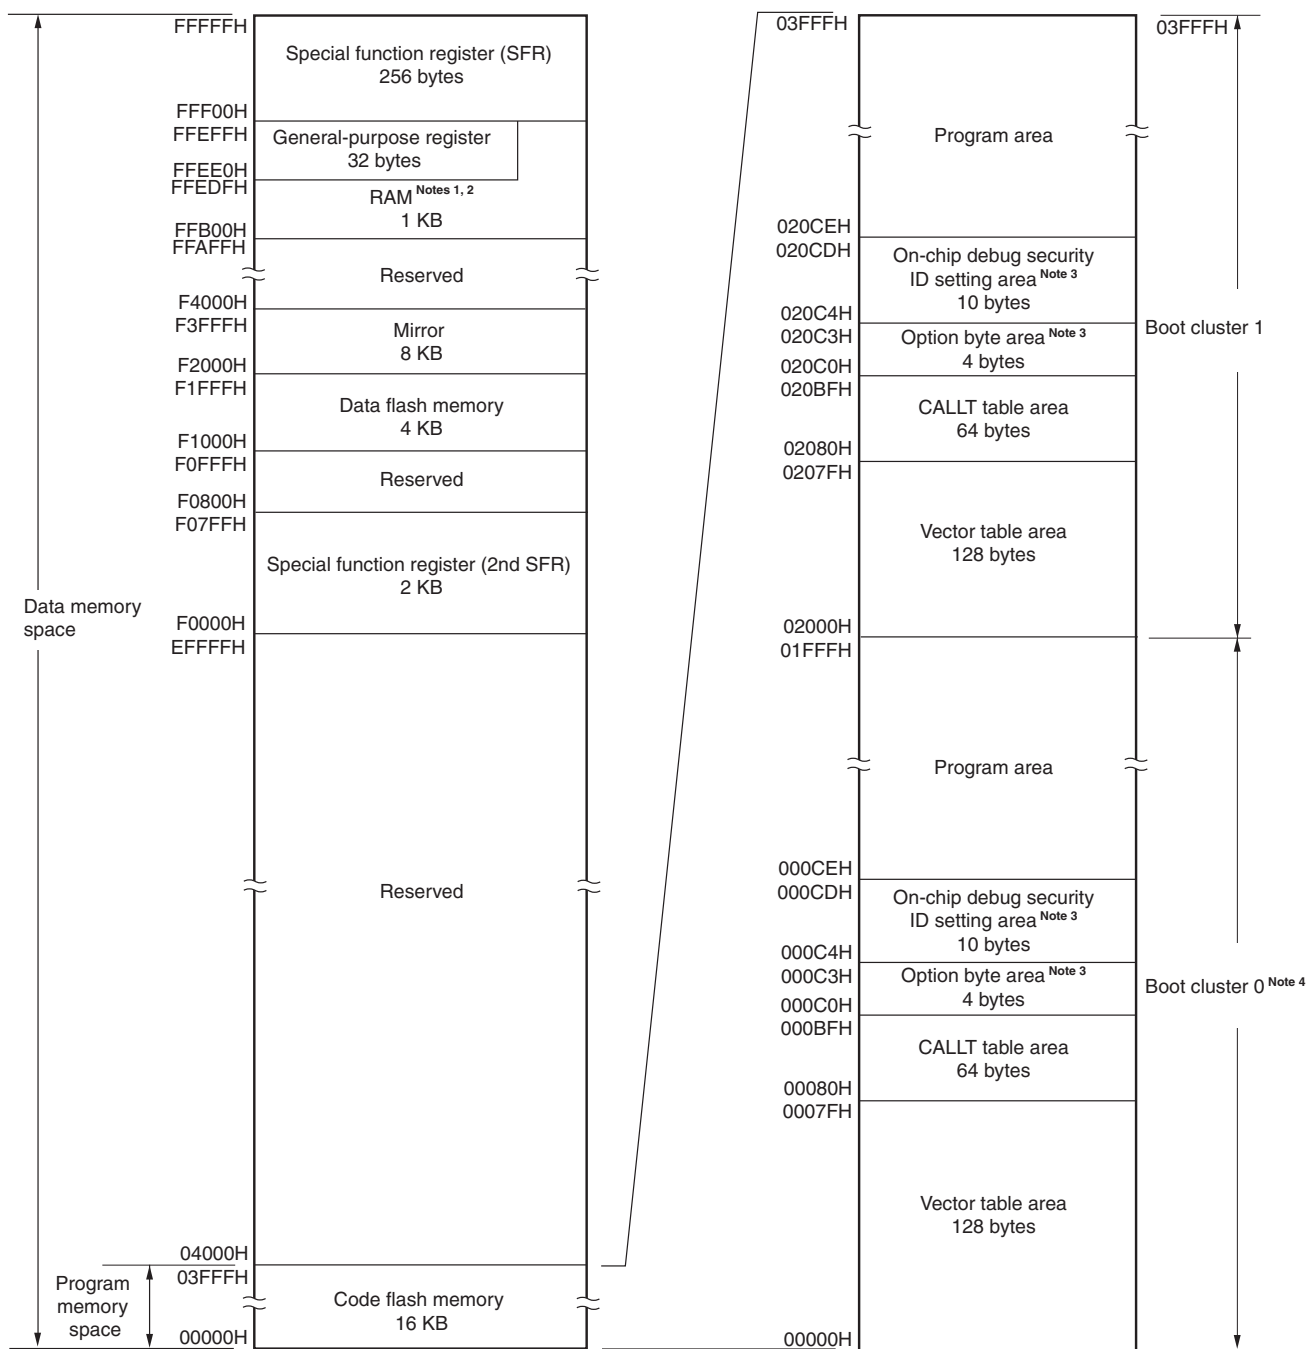 FFFFFH
Special function register (SFR)
256 bytes
FFF00H
FFEFFH
General-purpose register
32 bytes
FFEE0H
FFEDFH
RAM Notes 1, 2
1 KB
FFB00H
FFAFFH
Reserved
F4000H
F3FFFH
Mirror
8 KB
F2000H
F1FFFH
Data flash memory
4 KB
F1000H
F0FFFH
Reserved
F0800H
F07FFH
Special function register (2nd SFR)
2 KB
Data memory
space
F0000H
EFFFFH
Reserved
04000H
03FFFH
Program
memory
space
Code flash memory
16 KB
00000H
03FFFH
03FFFH
Program area
020CEH
020CDH
On-chip debug security
ID setting area Note 3
10 bytes
020C4H
020C3H
Option byte area Note 3
4 bytes
Boot cluster 1
020C0H
020BFH
CALLT table area
64 bytes
02080H
0207FH
Vector table area
128 bytes
02000H
01FFFH
Program area
000CEH
000CDH
On-chip debug security
ID setting area Note 3
10 bytes
000C4H
000C3H
Option byte area Note 3
4 bytes
Boot cluster 0 Note 4
000C0H
000BFH
CALLT table area
64 bytes
00080H
0007FH
Vector table area
128 bytes
00000H